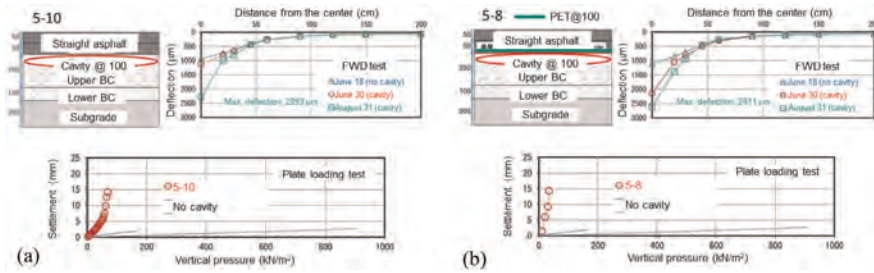 5-10
Straight asphalt
Cavity @ 100
Upper BC
Lower BC
Subgrade
Distance from the center (cm)
0 50 100 150 200
Deflection (μm)
FWD test
June 18 (no cavity)
June 30 (cavity)
August 31 (cavity)
Max. deflection: 2293 μm
Settlement (mm)
25
20
15
10
5
0
Plate loading test
5-10
No cavity
0 200 400 600 800 1000
Vertical pressure (kN/m²)
(a)
5-8
PET@100
Straight asphalt
Cavity @ 100
Upper BC
Lower BC
Subgrade
Distance from the center (cm)
0 50 100 150 200
Deflection (μm)
FWD test
June 18 (no cavity)
June 30 (cavity)
August 31 (cavity)
Max. deflection: 2611 μm
Settlement (mm)
25
20
15
10
5
0
Plate loading test
5-8
No cavity
0 200 400 600 800 1000
Vertical pressure (kN/m²)
(b)